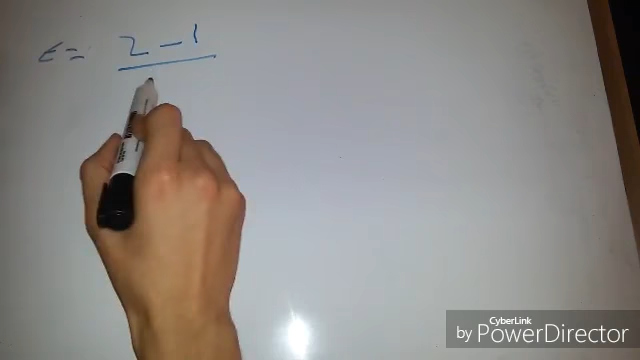 ε = 2 - 1
CyberLink
by PowerDirector